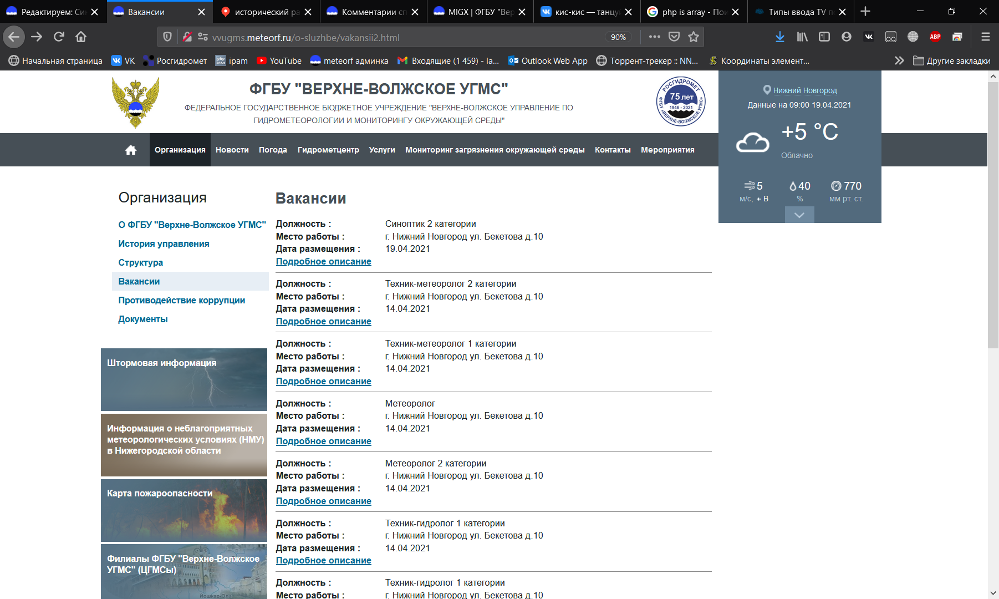 Редактируем: Си
Вакансии
исторический ра
Комментарии сп
MIGX | ФГБУ "Вер
кис-кис — танцу
php is array - Пои
Типы ввода TV п
vvugms.meteorf.ru/o-sluzhbe/vakansii2.html
90%
ABP
Начальная страница
VK
Росгидромет
php IPAM
ipam
YouTube
meteorf админка
Входящие (1 459) - la...
Outlook Web App
Торрент-трекер :: NN...
Координаты элемент...
Другие закладки
ФГБУ "ВЕРХНЕ-ВОЛЖСКОЕ УГМС"
ФЕДЕРАЛЬНОЕ ГОСУДАРСТВЕННОЕ БЮДЖЕТНОЕ УЧРЕЖДЕНИЕ "ВЕРХНЕ-ВОЛЖСКОЕ УПРАВЛЕНИЕ ПО
ГИДРОМЕТЕОРОЛОГИИ И МОНИТОРИНГУ ОКРУЖАЮЩЕЙ СРЕДЫ"
РОСГИДРОМЕТ
75 лет
1946 - 2021
ФГБУ «ВЕРХНЕ-ВОЛЖСКОЕ УГМС»
Нижний Новгород
Данные на 09:00 19.04.2021
+5 °C
Облачно
5
м/с, ← В
40
%
770
мм рт. ст.
Организация
Новости
Погода
Гидрометцентр
Услуги
Мониторинг загрязнения окружающей среды
Контакты
Мероприятия
Организация
О ФГБУ "Верхне-Волжское УГМС"
История управления
Структура
Вакансии
Противодействие коррупции
Документы
Штормовая информация
Информация о неблагоприятных
метеорологических условиях (НМУ)
в Нижегородской области
Карта пожароопасности
Филиалы ФГБУ "Верхне-Волжское
УГМС" (ЦГМСы)
Йошкар-Ола
Вакансии
Должность : Синоптик 2 категории
Место работы : г. Нижний Новгород ул. Бекетова д.10
Дата размещения : 19.04.2021
Подробное описание
Должность : Техник-метеоролог 2 категории
Место работы : г. Нижний Новгород ул. Бекетова д.10
Дата размещения : 14.04.2021
Подробное описание
Должность : Техник-метеоролог 1 категории
Место работы : г. Нижний Новгород ул. Бекетова д.10
Дата размещения : 14.04.2021
Подробное описание
Должность : Метеоролог
Место работы : г. Нижний Новгород ул. Бекетова д.10
Дата размещения : 14.04.2021
Подробное описание
Должность : Метеоролог 2 категории
Место работы : г. Нижний Новгород ул. Бекетова д.10
Дата размещения : 14.04.2021
Подробное описание
Должность : Техник-гидролог 1 категории
Место работы : г. Нижний Новгород ул. Бекетова д.10
Дата размещения : 14.04.2021
Подробное описание
Должность : Техник-гидролог 1 категории
Место работы : г. Нижний Новгород ул. Бекетова д.10